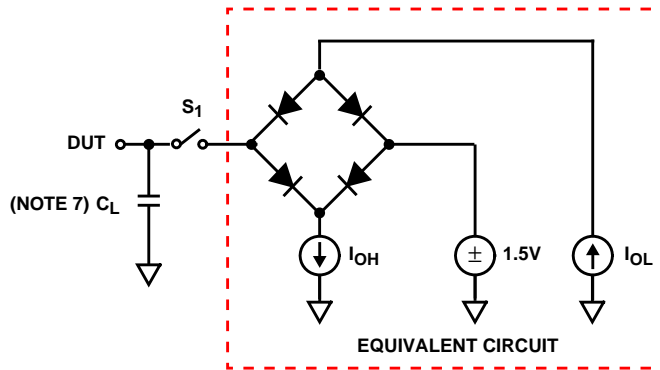 S1
DUT
(NOTE 7) CL
IOH
± 1.5V
IOL
EQUIVALENT CIRCUIT